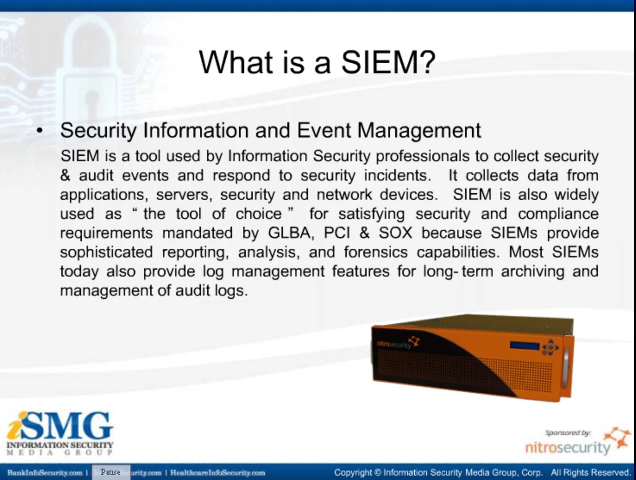 What is a SIEM?
• Security Information and Event Management
SIEM is a tool used by Information Security professionals to collect security
& audit events and respond to security incidents. It collects data from
applications, servers, security and network devices. SIEM is also widely
used as “ the tool of choice ” for satisfying security and compliance
requirements mandated by GLBA, PCI & SOX because SIEMs provide
sophisticated reporting, analysis, and forensics capabilities. Most SIEMs
today also provide log management features for long- term archiving and
management of audit logs.
nitrosecurity
iSMG
INFORMATION SECURITY
MEDIA GROUP
Sponsored by:
nitrosecurity
BankInfoSecurity.com | Pause urity.com | HealthcareInfoSecurity.com
Copyright © Information Security Media Group, Corp. All Rights Reserved.